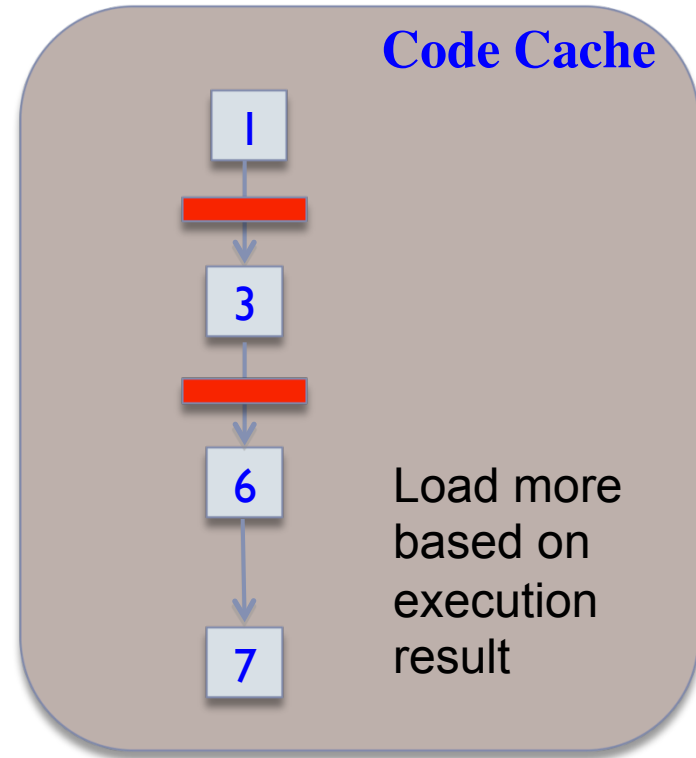 Code Cache
1
3
6
Load more
based on
execution
result
7